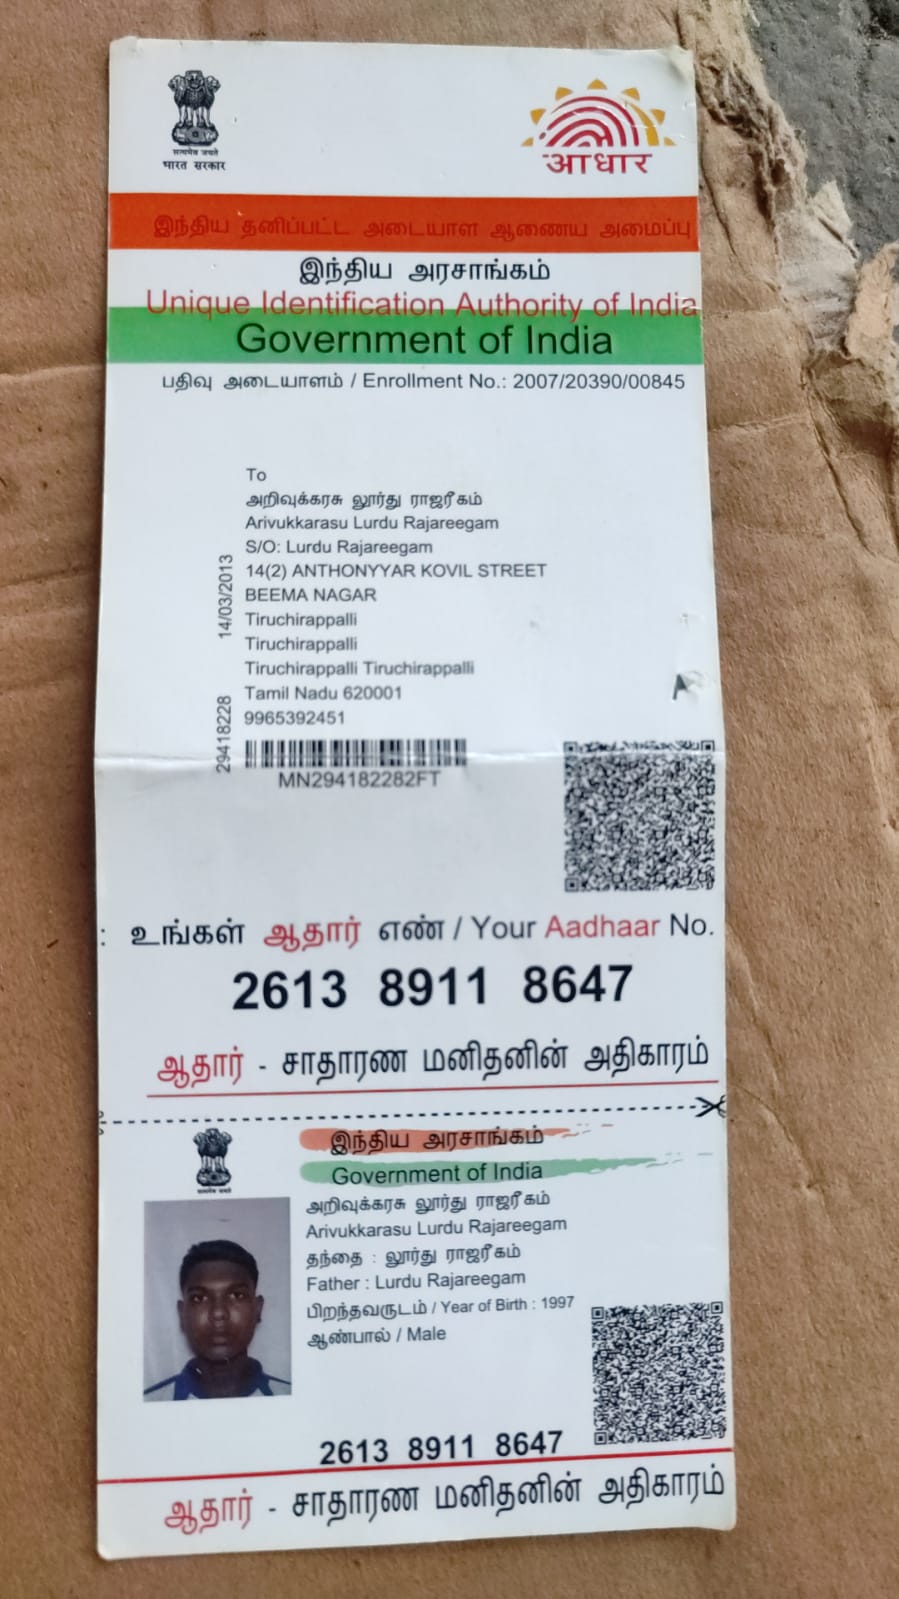 सत्यमेव जयते
भारत सरकार
आधार
இந்திய தனிப்பட்ட அடையாள ஆணைய அமைப்பு
இந்திய அரசாங்கம்
Unique Identification Authority of India
Government of India
பதிவு அடையாளம் / Enrollment No.: 2007/20390/00845
To
அறிவுக்கரசு லூர்து ராஜரீகம்
Arivukkarasu Lurdu Rajareegam
S/O: Lurdu Rajareegam
14(2) ANTHONYYAR KOVIL STREET
BEEMA NAGAR
Tiruchirappalli
Tiruchirappalli
Tiruchirappalli Tiruchirappalli
Tamil Nadu 620001
9965392451
14/03/2013
29418228
MN294182282FT
: உங்கள் ஆதார் எண் / Your Aadhaar No.
2613 8911 8647
ஆதார் - சாதாரண மனிதனின் அதிகாரம்
सत्यमेव जयते
இந்திய அரசாங்கம்
Government of India
அறிவுக்கரசு லூர்து ராஜரீகம்
Arivukkarasu Lurdu Rajareegam
தந்தை : லூர்து ராஜரீகம்
Father : Lurdu Rajareegam
பிறந்தவருடம் / Year of Birth : 1997
ஆண்பால் / Male
2613 8911 8647
ஆதார் - சாதாரண மனிதனின் அதிகாரம்